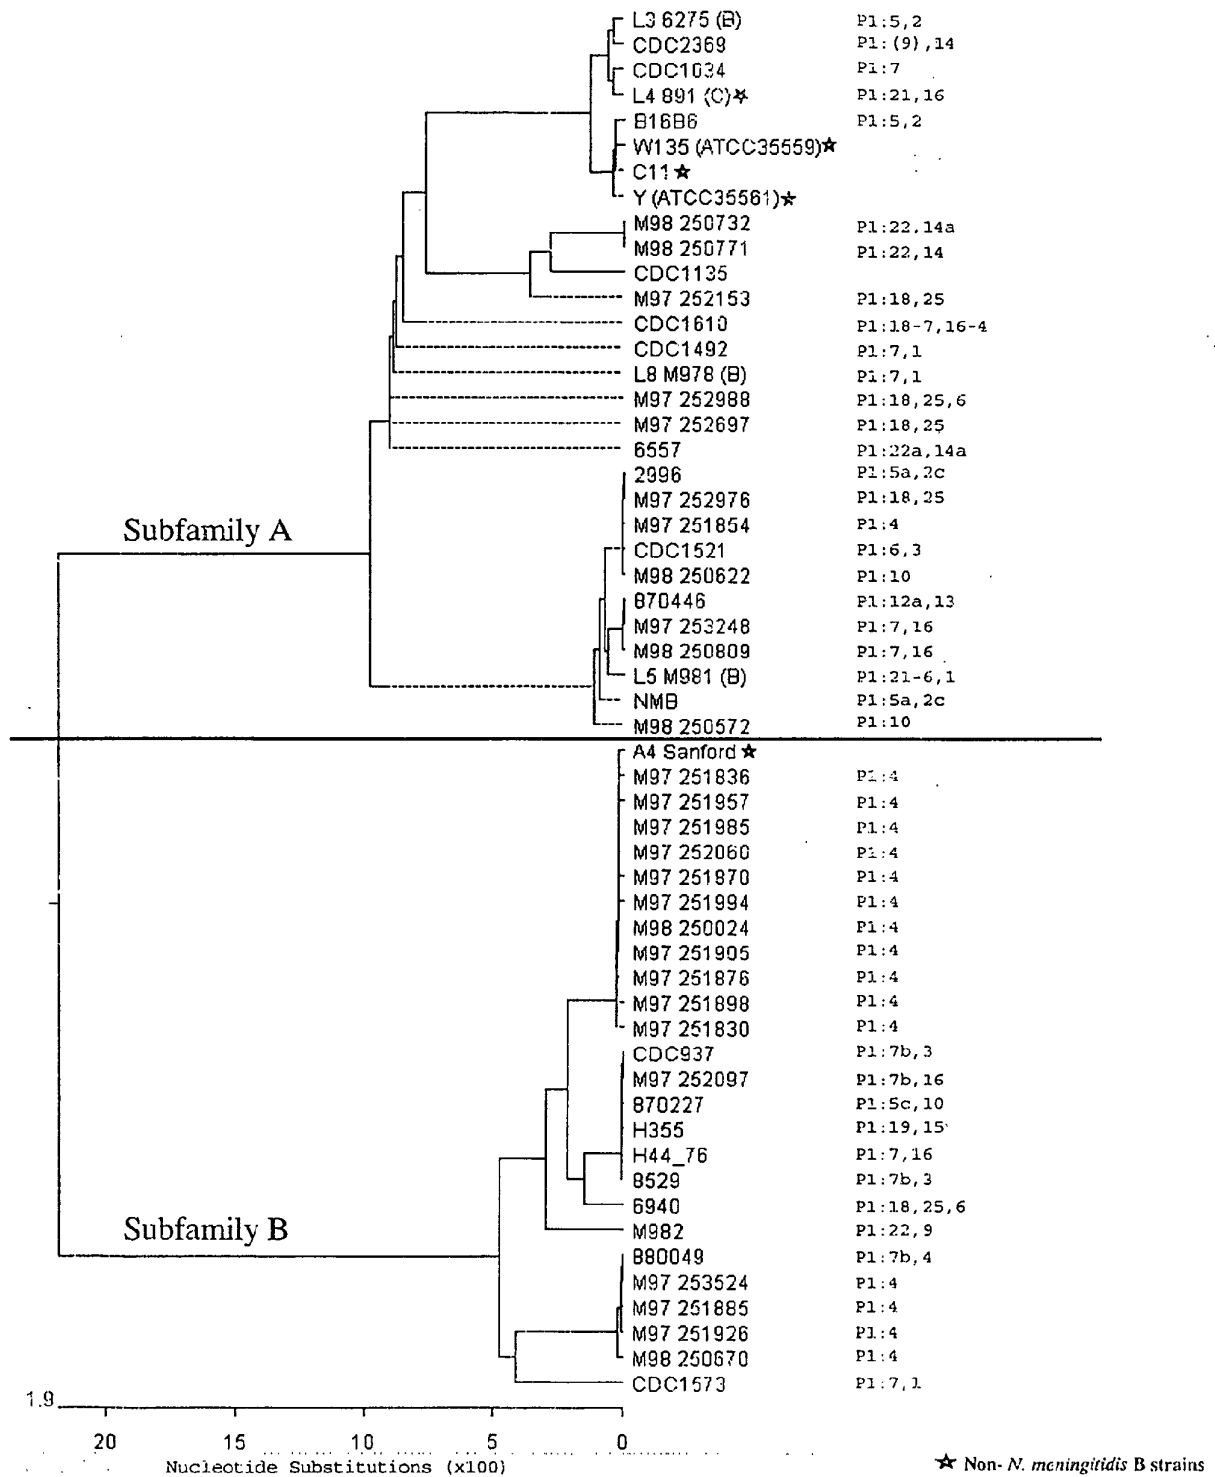 L3 6275 (B) P1:5,2
CDC2369 P1:(9),14
CDC1034 P1:7
L4 891 (C)☆ P1:21,16
B16B6 P1:5,2
W135 (ATCC35559)☆
C11☆
Y (ATCC35561)☆
M98 250732 P1:22,14a
M98 250771 P1:22,14
CDC1135
M97 252153 P1:18,25
CDC1610 P1:18-7,16-4
CDC1492 P1:7,1
L8 M978 (B) P1:7,1
M97 252988 P1:18,25,6
M97 252697 P1:18,25
6557 P1:22a,14a
2996 P1:5a,2c
M97 252976 P1:18,25
M97 251854 P1:4
Subfamily A
CDC1521 P1:6,3
M98 250622 P1:10
870446 P1:12a,13
M97 253248 P1:7,16
M98 250809 P1:7,16
L5 M981 (B) P1:21-6,1
NMB P1:5a,2c
M98 250572 P1:10
A4 Sanford☆
M97 251836 P1:4
M97 251957 P1:4
M97 251985 P1:4
M97 252060 P1:4
M97 251870 P1:4
M97 251994 P1:4
M98 250024 P1:4
M97 251905 P1:4
M97 251876 P1:4
M97 251898 P1:4
M97 251830 P1:4
CDC937 P1:7b,3
M97 252097 P1:7b,16
870227 P1:5c,10
H355 P1:19,15
H44_76 P1:7,16
8529 P1:7b,3
6940 P1:18,25,6
Subfamily B
M982 P1:22,9
880049 P1:7b,4
M97 253524 P1:4
M97 251885 P1:4
M97 251926 P1:4
M98 250670 P1:4
CDC1573 P1:7,1
1.9
20 15 10 5 0
Nucleotide Substitutions (x100)
☆ Non- N. meningitidis B strains